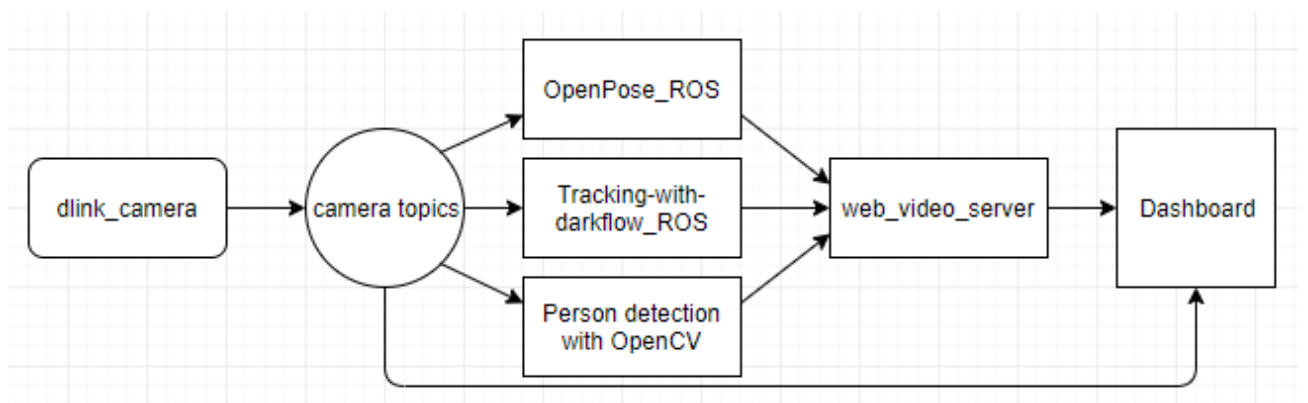 dlink_camera
camera topics
OpenPose_ROS
Tracking-with-
darkflow_ROS
Person detection
with OpenCV
web_video_server
Dashboard